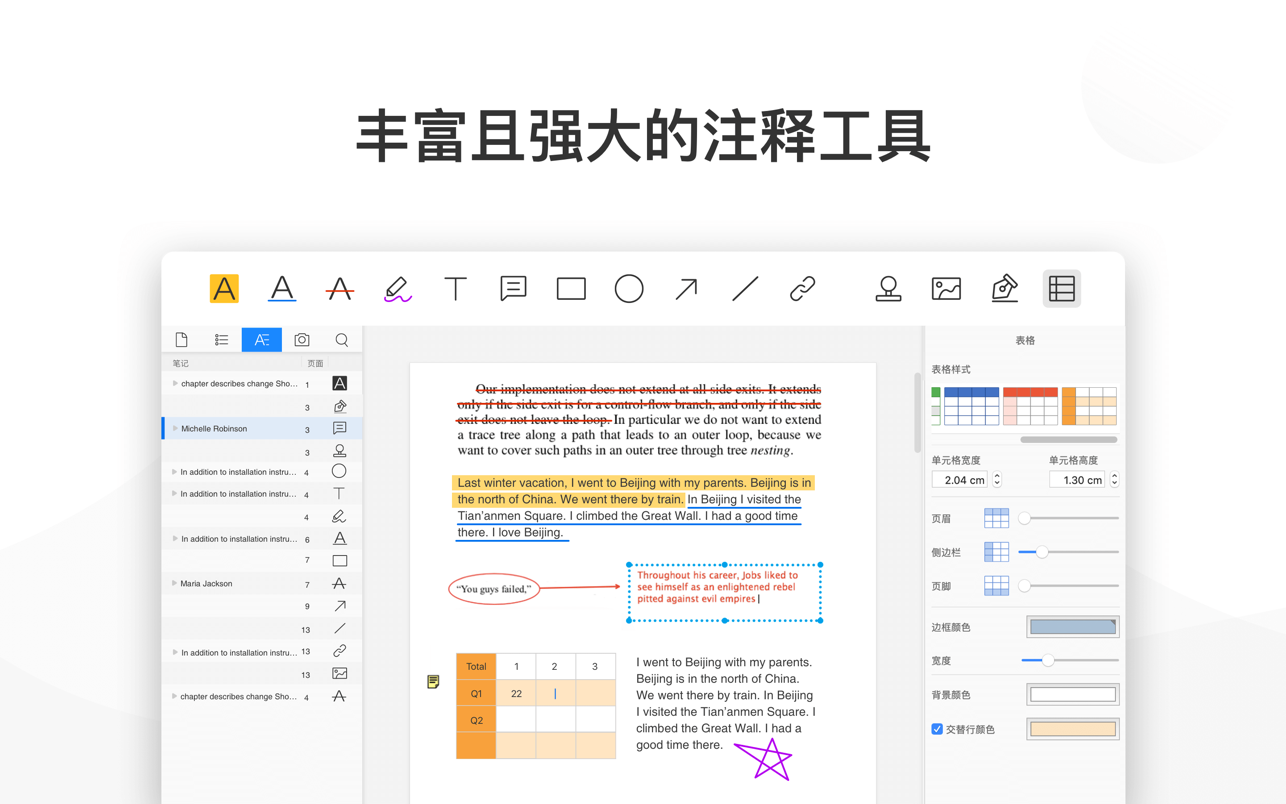 丰富且强大的注释工具
A A A T
笔记 页面
chapter describes change Sho... 1
3
Michelle Robinson 3
3
In addition to installation instru... 4
In addition to installation instru... 4
4
In addition to installation instru... 6
7
Maria Jackson 7
9
13
In addition to installation instru... 13
13
chapter describes change Sho... 4
Our implementation does not extend at all side exits. It extends
only if the side exit is for a control-flow branch, and only if the side
exit does not leave the loop. In particular we do not want to extend
a trace tree along a path that leads to an outer loop, because we
want to cover such paths in an outer tree through tree nesting.
Last winter vacation, I went to Beijing with my parents. Beijing is in
the north of China. We went there by train. In Beijing I visited the
Tian'anmen Square. I climbed the Great Wall. I had a good time
there. I love Beijing.
“You guys failed,”
Throughout his career, Jobs liked to
see himself as an enlightened rebel
pitted against evil empires
Total 1 2 3
Q1 22
Q2
I went to Beijing with my parents.
Beijing is in the north of China.
We went there by train. In Beijing
I visited the Tian'anmen Square. I
climbed the Great Wall. I had a
good time there.
表格
表格样式
单元格宽度 单元格高度
2.04 cm 1.30 cm
页眉
侧边栏
页脚
边框颜色
宽度
背景颜色
交替行颜色